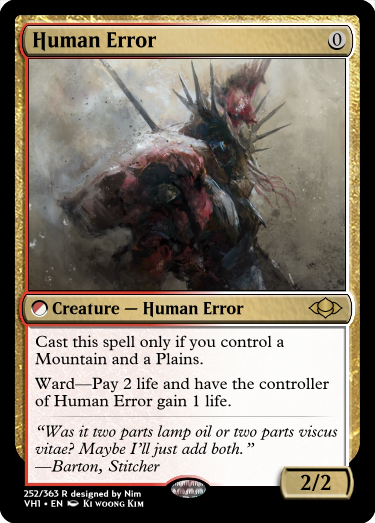 Human Error 0
Creature — Human Error
Cast this spell only if you control a
Mountain and a Plains.
Ward—Pay 2 life and have the controller
of Human Error gain 1 life.
“Was it two parts lamp oil or two parts viscus
vitae? Maybe I’ll just add both.”
—Barton, Stitcher
2/2
252/363 R designed by Nim
VH1 • EN Ki Woong Kim